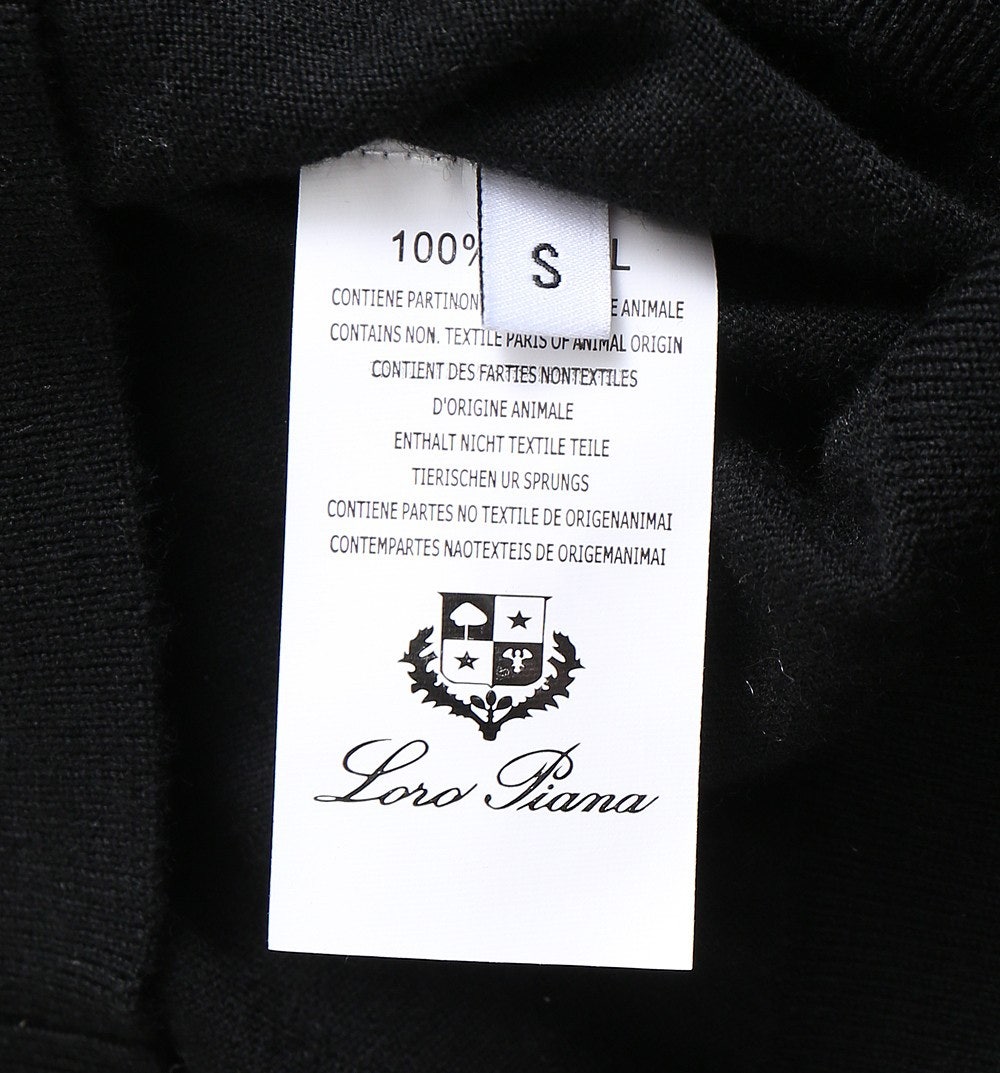 S
100% L
CONTIENE PARTINON E ANIMALE
CONTAINS NON. TEXTILE PARIS OF ANIMAL ORIGIN
CONTIENT DES FARTIES NONTEXTILES
D'ORIGINE ANIMALE
ENTHALT NICHT TEXTILE TEILE
TIERISCHEN UR SPRUNGS
CONTIENE PARTES NO TEXTILE DE ORIGENANIMAI
CONTEMPARTES NAOTEXTEIS DE ORIGEMANIMAI
Loro Piana